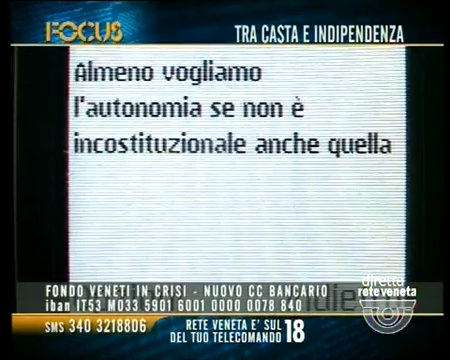 FOCUS
TRA CASTA E INDIPENDENZA
Almeno vogliamo
l'autonomia se non è
incostituzionale anche quella
FONDO VENETI IN CRISI - NUOVO CC BANCARIO
iban IT53 M033 5901 6001 0000 0078 840
diretta
reteveneta
SMS 340 3218806
RETE VENETA E' SUL
DEL TUO TELECOMANDO 18